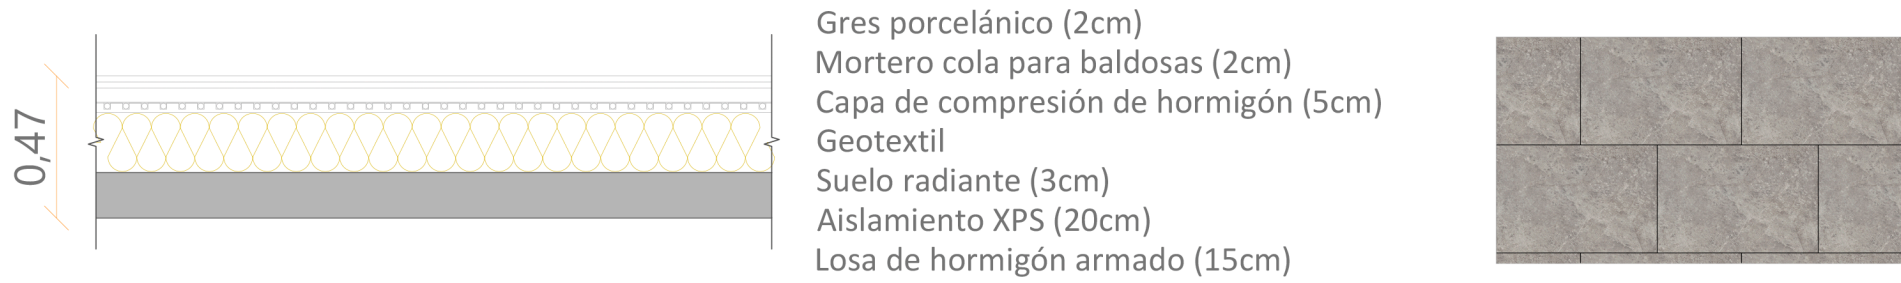 0,47
Gres porcelánico (2cm)
Mortero cola para baldosas (2cm)
Capa de compresión de hormigón (5cm)
Geotextil
Suelo radiante (3cm)
Aislamiento XPS (20cm)
Losa de hormigón armado (15cm)